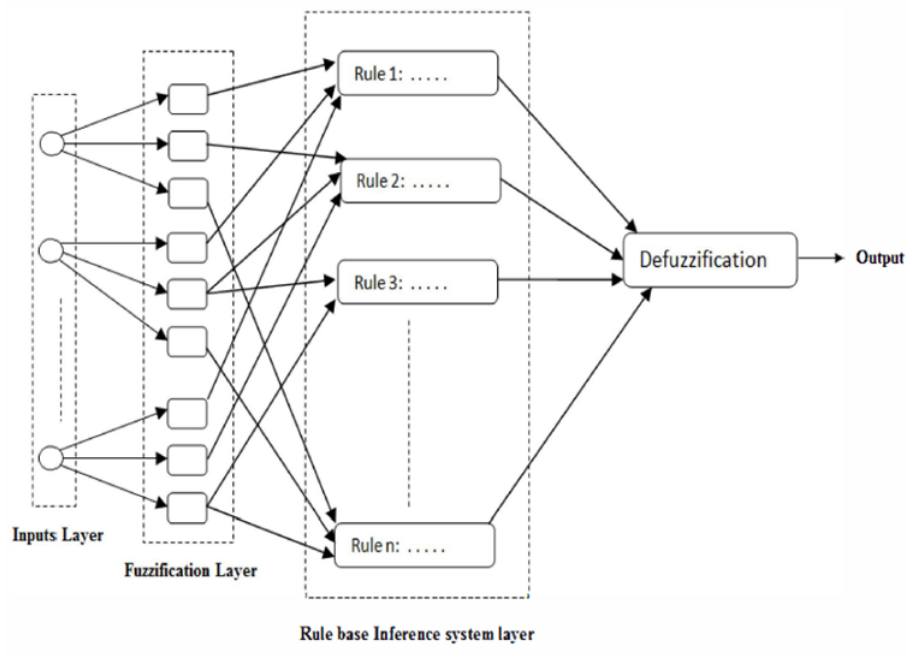 Rule 1: .....
Rule 2: .....
Rule 3: .....
Rule n: .....
Defuzzification
Output
Inputs Layer
Fuzzification Layer
Rule base Inference system layer